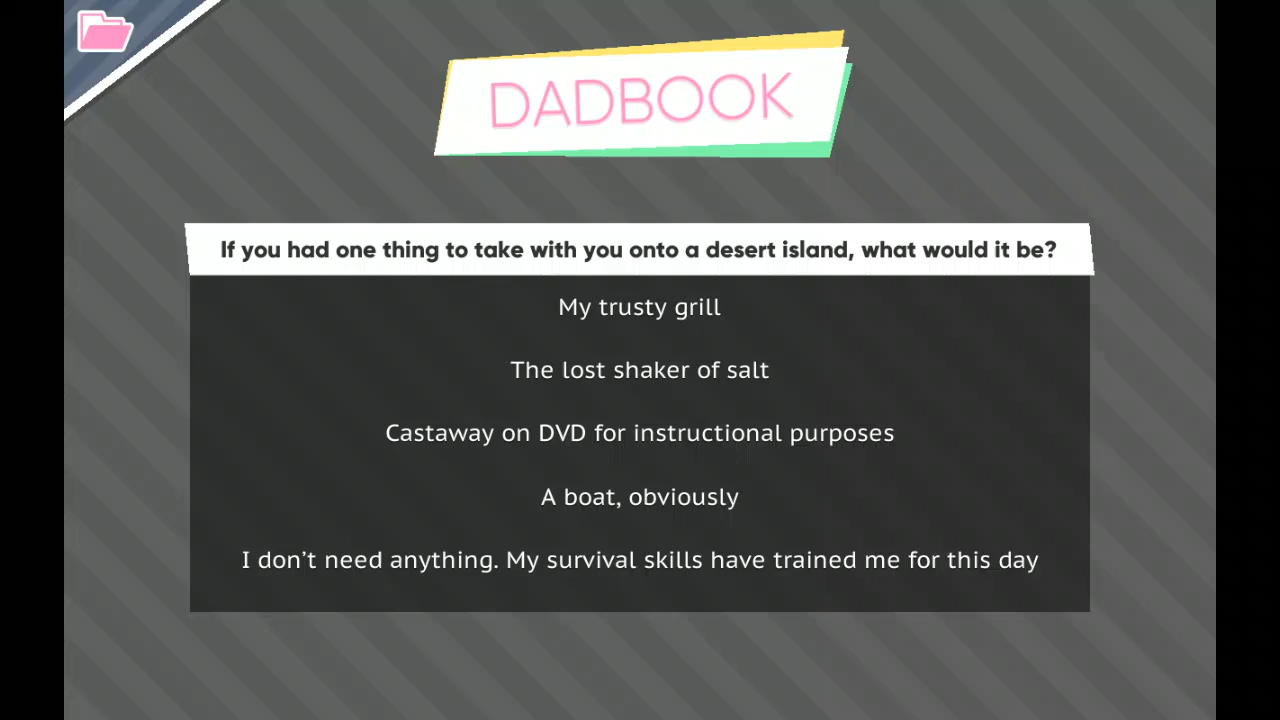 DADBOOK
If you had one thing to take with you onto a desert island, what would it be?
My trusty grill
The lost shaker of salt
Castaway on DVD for instructional purposes
A boat, obviously
I don’t need anything. My survival skills have trained me for this day